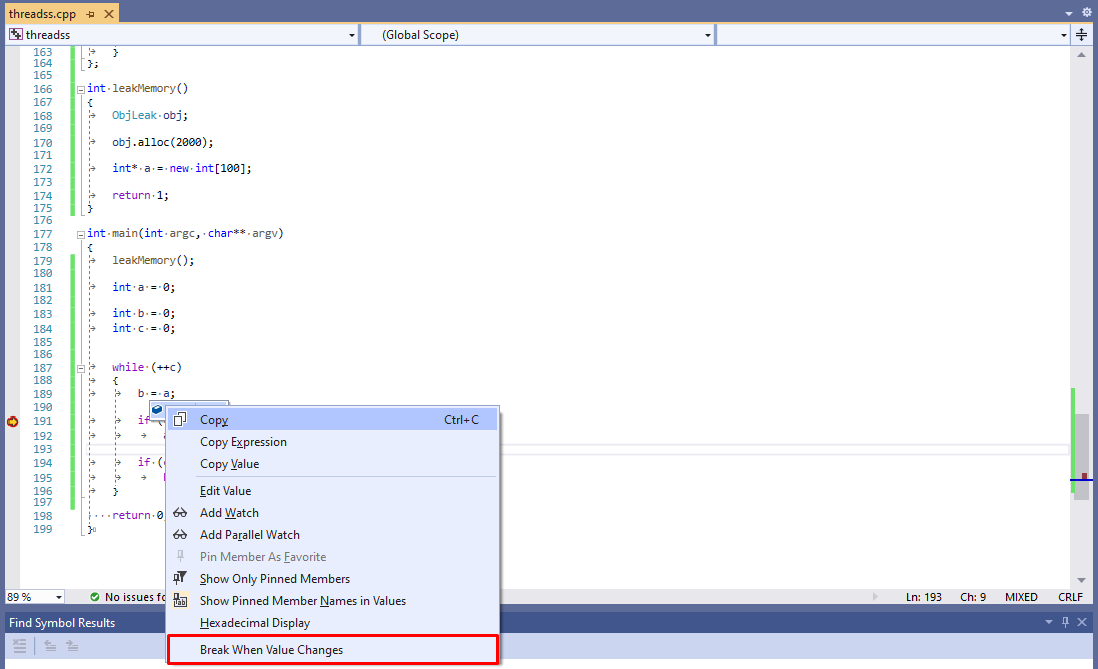 threadss.cpp
threadss
(Global Scope)
163 }
164 };
165
166 int leakMemory()
167 {
168 ObjLeak obj;
169
170 obj.alloc(2000);
171
172 int* a = new int[100];
173
174 return 1;
175 }
176
177 int main(int argc, char** argv)
178 {
179 leakMemory();
180
181 int a = 0;
182
183 int b = 0;
184 int c = 0;
185
186
187 while (++c)
188 {
189 b = a;
190
191 if (
192
193
194 if (
195
196 }
197
198 return 0
199 }
Copy Ctrl+C
Copy Expression
Copy Value
Edit Value
Add Watch
Add Parallel Watch
Pin Member As Favorite
Show Only Pinned Members
Show Pinned Member Names in Values
Hexadecimal Display
Break When Value Changes
89 % No issues fo Ln: 193 Ch: 9 MIXED CRLF
Find Symbol Results